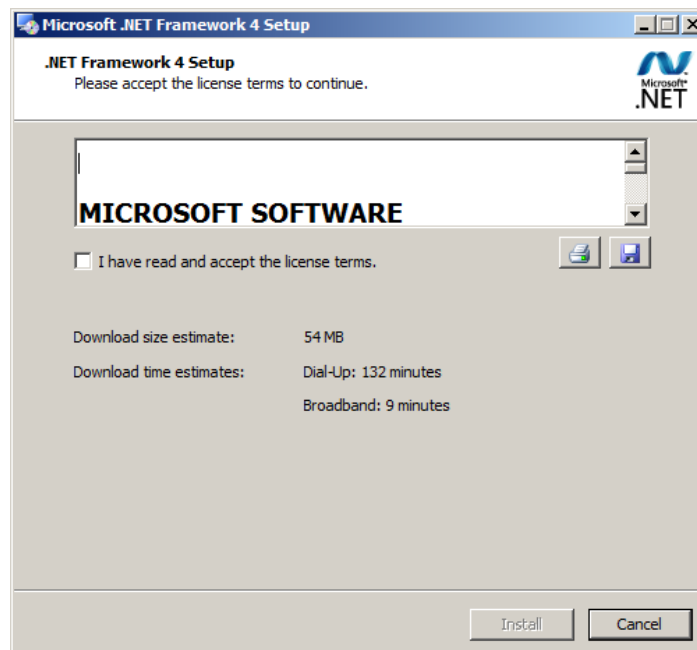 Microsoft .NET Framework 4 Setup
.NET Framework 4 Setup
Please accept the license terms to continue.
Microsoft®
.NET
MICROSOFT SOFTWARE
I have read and accept the license terms.
Download size estimate: 54 MB
Download time estimates: Dial-Up: 132 minutes
Broadband: 9 minutes
Install Cancel